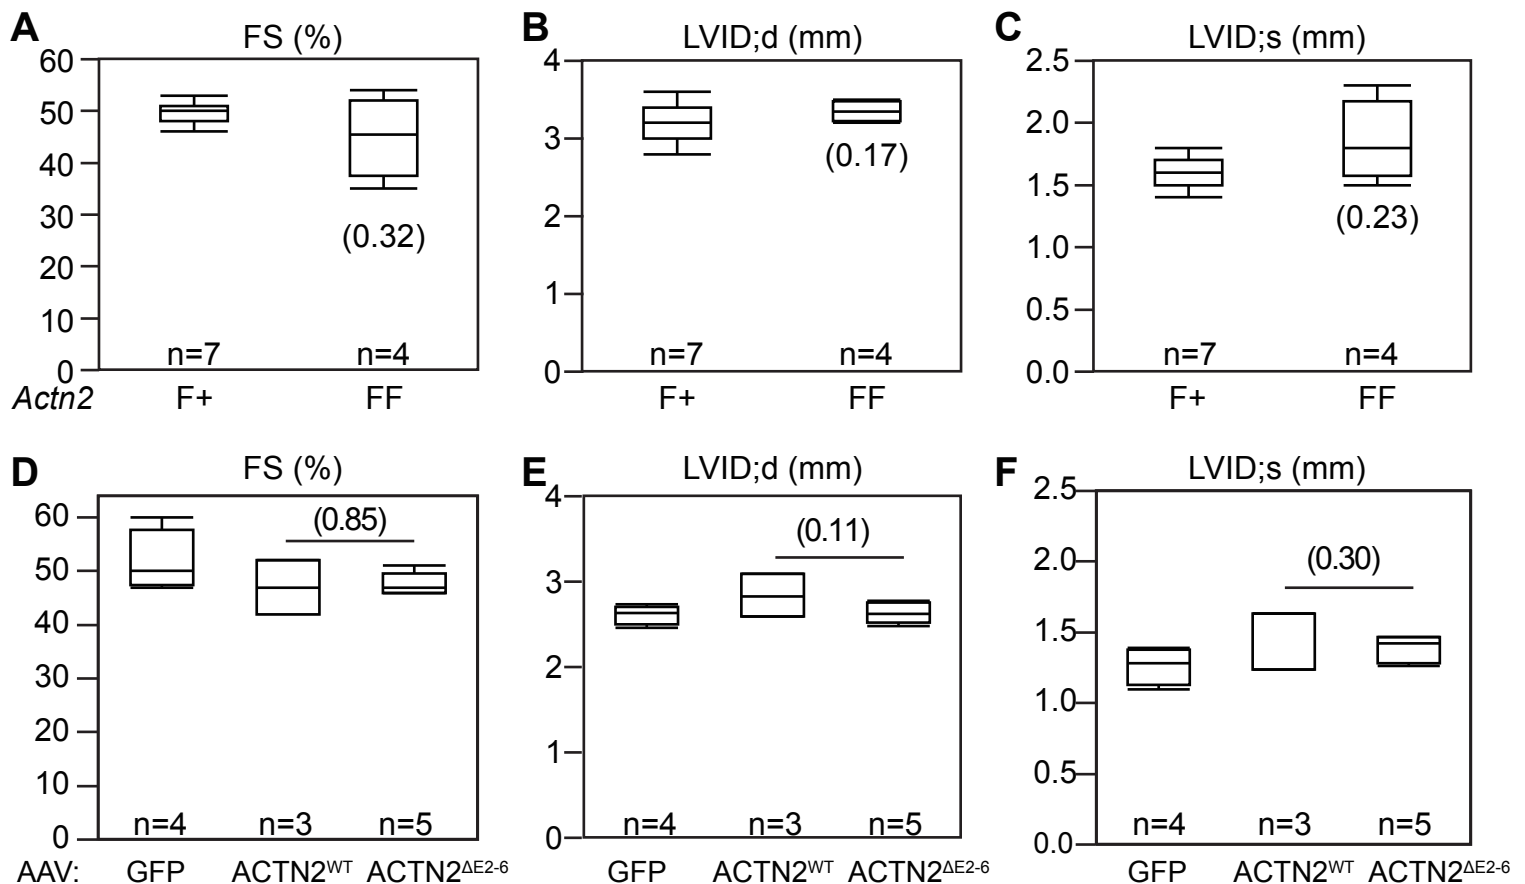 A FS (%)
60
50
40
30
20
10
0
(0.32)
n=7 n=4
Actn2 F+ FF
B LVID;d (mm)
4
3
2
1
0
(0.17)
n=7 n=4
F+ FF
C LVID;s (mm)
2.5
2.0
1.5
1.0
0.5
0.0
(0.23)
n=7 n=4
F+ FF
D FS (%)
60
50
40
30
20
10
0
(0.85)
n=4 n=3 n=5
AAV: GFP ACTN2WT ACTN2ΔE2-6
E LVID;d (mm)
4
3
2
1
0
(0.11)
n=4 n=3 n=5
GFP ACTN2WT ACTN2ΔE2-6
F LVID;s (mm)
2.5
2.0
1.5
1.0
0.5
0.0
(0.30)
n=4 n=3 n=5
GFP ACTN2WT ACTN2ΔE2-6